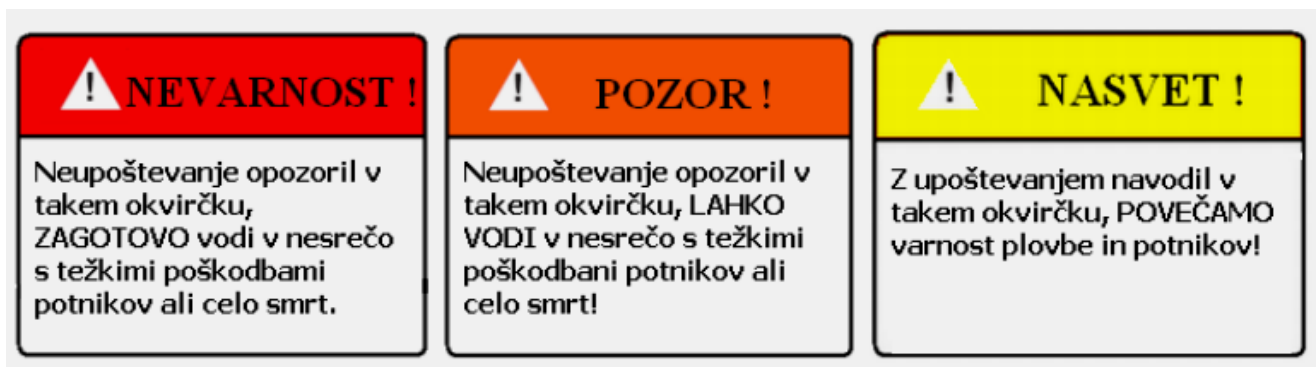 ! NEVARNOST !
Neupoštevanje opozoril v
takem okvirčku,
ZAGOTOVO vodi v nesrečo
s težkimi poškodbami
potnikov ali celo smrt.
! POZOR !
Neupoštevanje opozoril v
takem okvirčku, LAHKO
VODI v nesrečo s težkimi
poškodbani potnikov ali
celo smrt!
! NASVET !
Z upoštevanjem navodil v
takem okvirčku, POVEČAMO
varnost plovbe in potnikov!